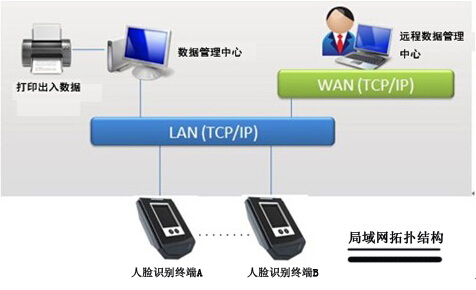 数据管理中心
远程数据管理
中心
打印出入数据
WAN (TCP/IP)
LAN (TCP/IP)
局域网拓扑结构
人脸识别终端A
人脸识别终端B